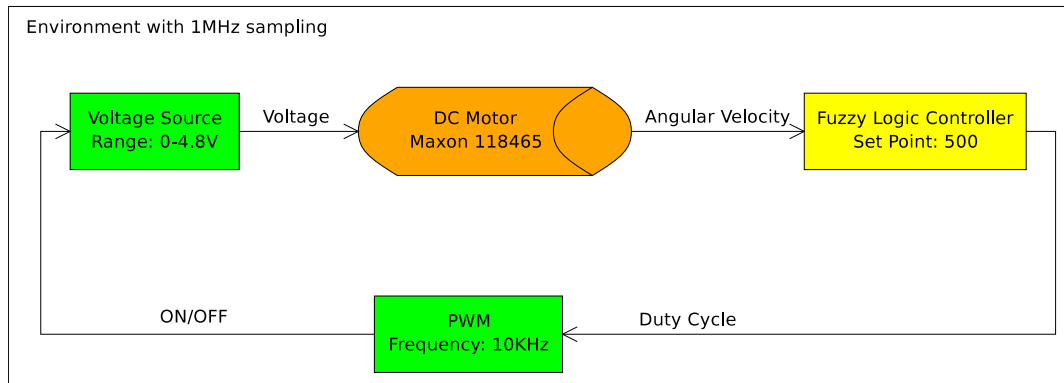 Environment with 1MHz sampling
Voltage Source
Range: 0-4.8V
Voltage
DC Motor
Maxon 118465
Angular Velocity
Fuzzy Logic Controller
Set Point: 500
ON/OFF
PWM
Frequency: 10KHz
Duty Cycle